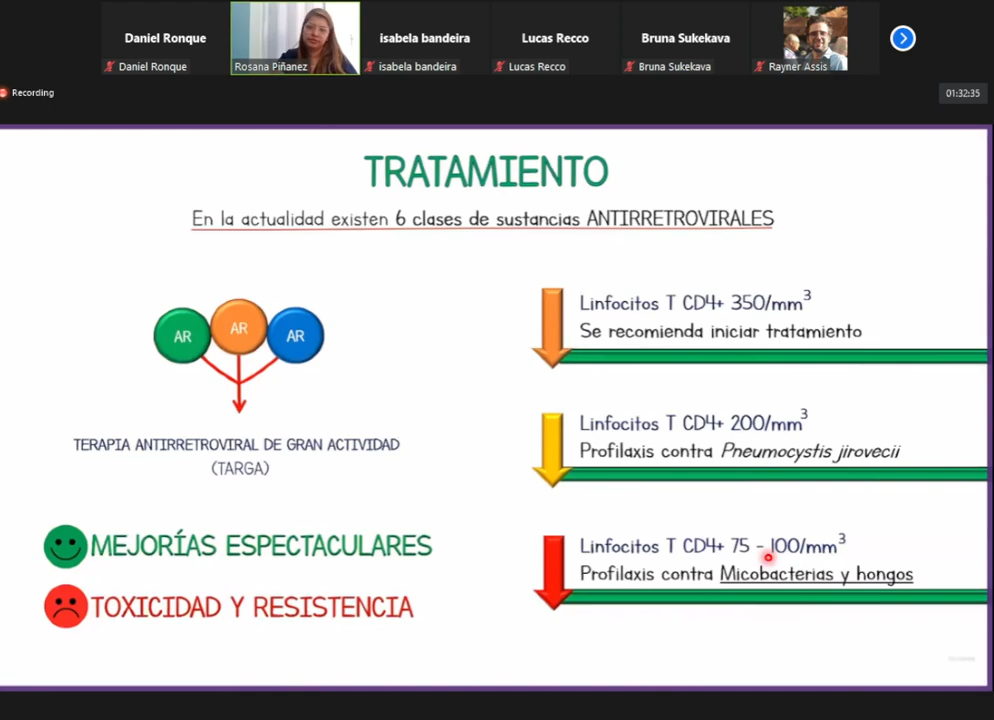 Daniel Ronque
isabela bandeira
Lucas Recco
Bruna Sukekava
Daniel Ronque
Rosana Piñanez
isabela bandeira
Lucas Recco
Bruna Sukekava
Rayner Assis
Recording
01:32:35
TRATAMIENTO
En la actualidad existen 6 clases de sustancias ANTIRRETROVIRALES
AR
AR
AR
TERAPIA ANTIRRETROVIRAL DE GRAN ACTIVIDAD
(TARGA)
MEJORÍAS ESPECTACULARES
TOXICIDAD Y RESISTENCIA
Linfocitos T CD4+ 350/mm³
Se recomienda iniciar tratamiento
Linfocitos T CD4+ 200/mm³
Profilaxis contra Pneumocystis jirovecii
Linfocitos T CD4+ 75 - 100/mm³
Profilaxis contra Micobacterias y hongos